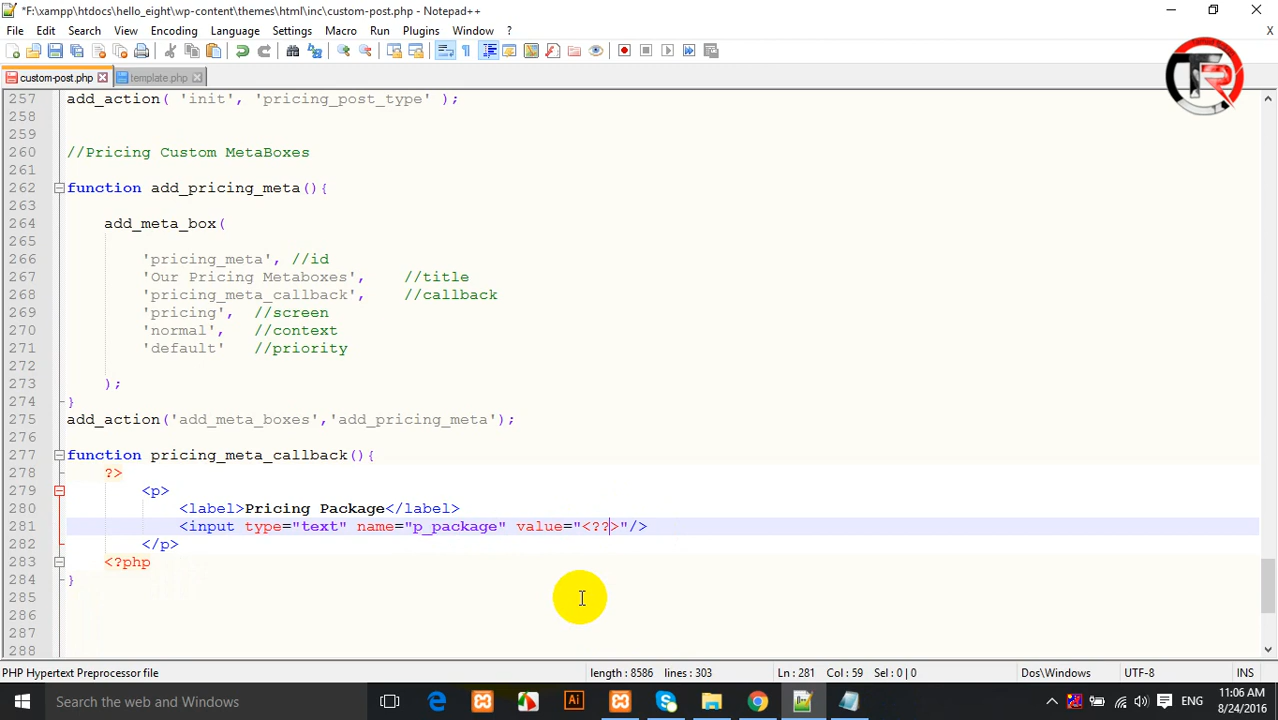 *F:\xampp\htdocs\hello_eight\wp-content\themes\html\inc\custom-post.php - Notepad++
File Edit Search View Encoding Language Settings Macro Run Plugins Window ? X
custom-post.php template.php
TR
257 add_action( 'init', 'pricing_post_type' );
258
259
260 //Pricing Custom MetaBoxes
261
262 function add_pricing_meta(){
263
264 add_meta_box(
265
266 'pricing_meta', //id
267 'Our Pricing Metaboxes', //title
268 'pricing_meta_callback', //callback
269 'pricing', //screen
270 'normal', //context
271 'default' //priority
272
273 );
274 }
275 add_action('add_meta_boxes','add_pricing_meta');
276
277 function pricing_meta_callback(){
278 ?>
279 <p>
280 <label>Pricing Package</label>
281 <input type="text" name="p_package" value="<??>"/>
282 </p>
283 <?php
284 }
285
286
287
288
PHP Hypertext Preprocessor file length : 8586 lines : 303 Ln : 281 Col : 59 Sel : 0 | 0 Dos\Windows UTF-8 INS
Search the web and Windows Ai ENG 11:06 AM
8/24/2016